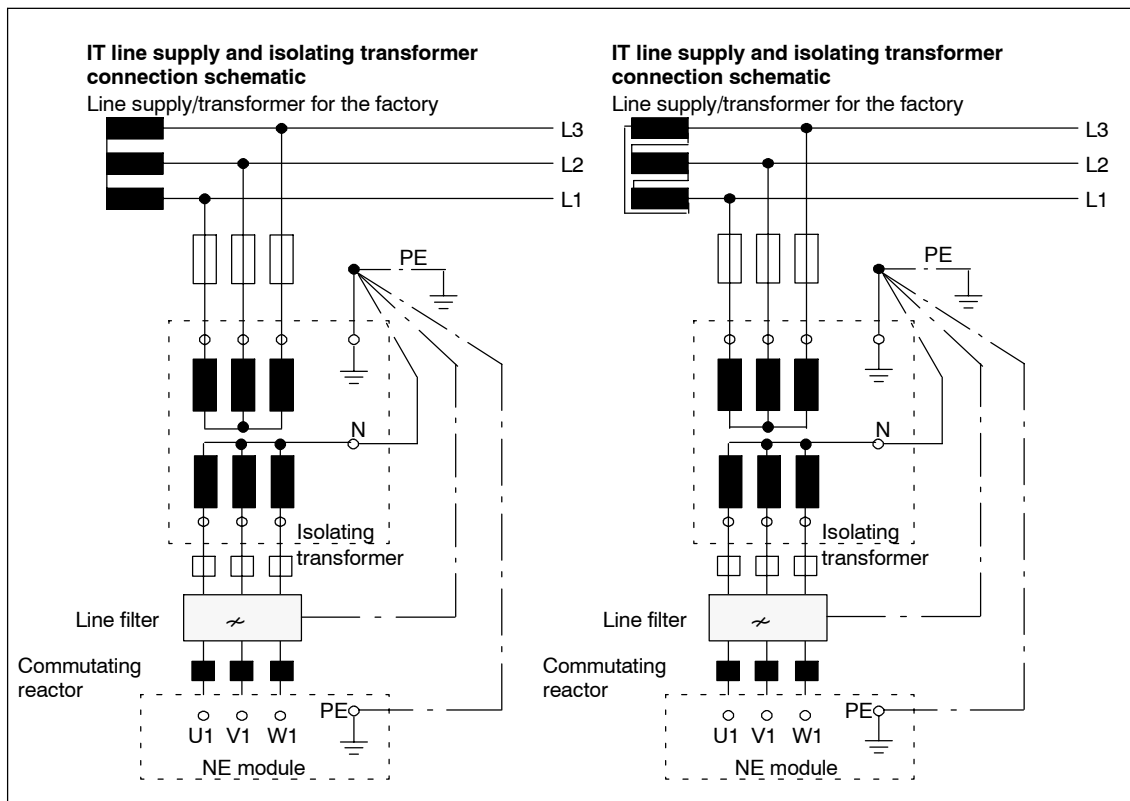 IT line supply and isolating transformer
connection schematic
Line supply/transformer for the factory
L3
L2
L1
PE
N
Isolating
transformer
Line filter
Commutating
reactor
PE
U1 V1 W1
NE module
IT line supply and isolating transformer
connection schematic
Line supply/transformer for the factory
L3
L2
L1
PE
N
Isolating
transformer
Line filter
Commutating
reactor
PE
U1 V1 W1
NE module